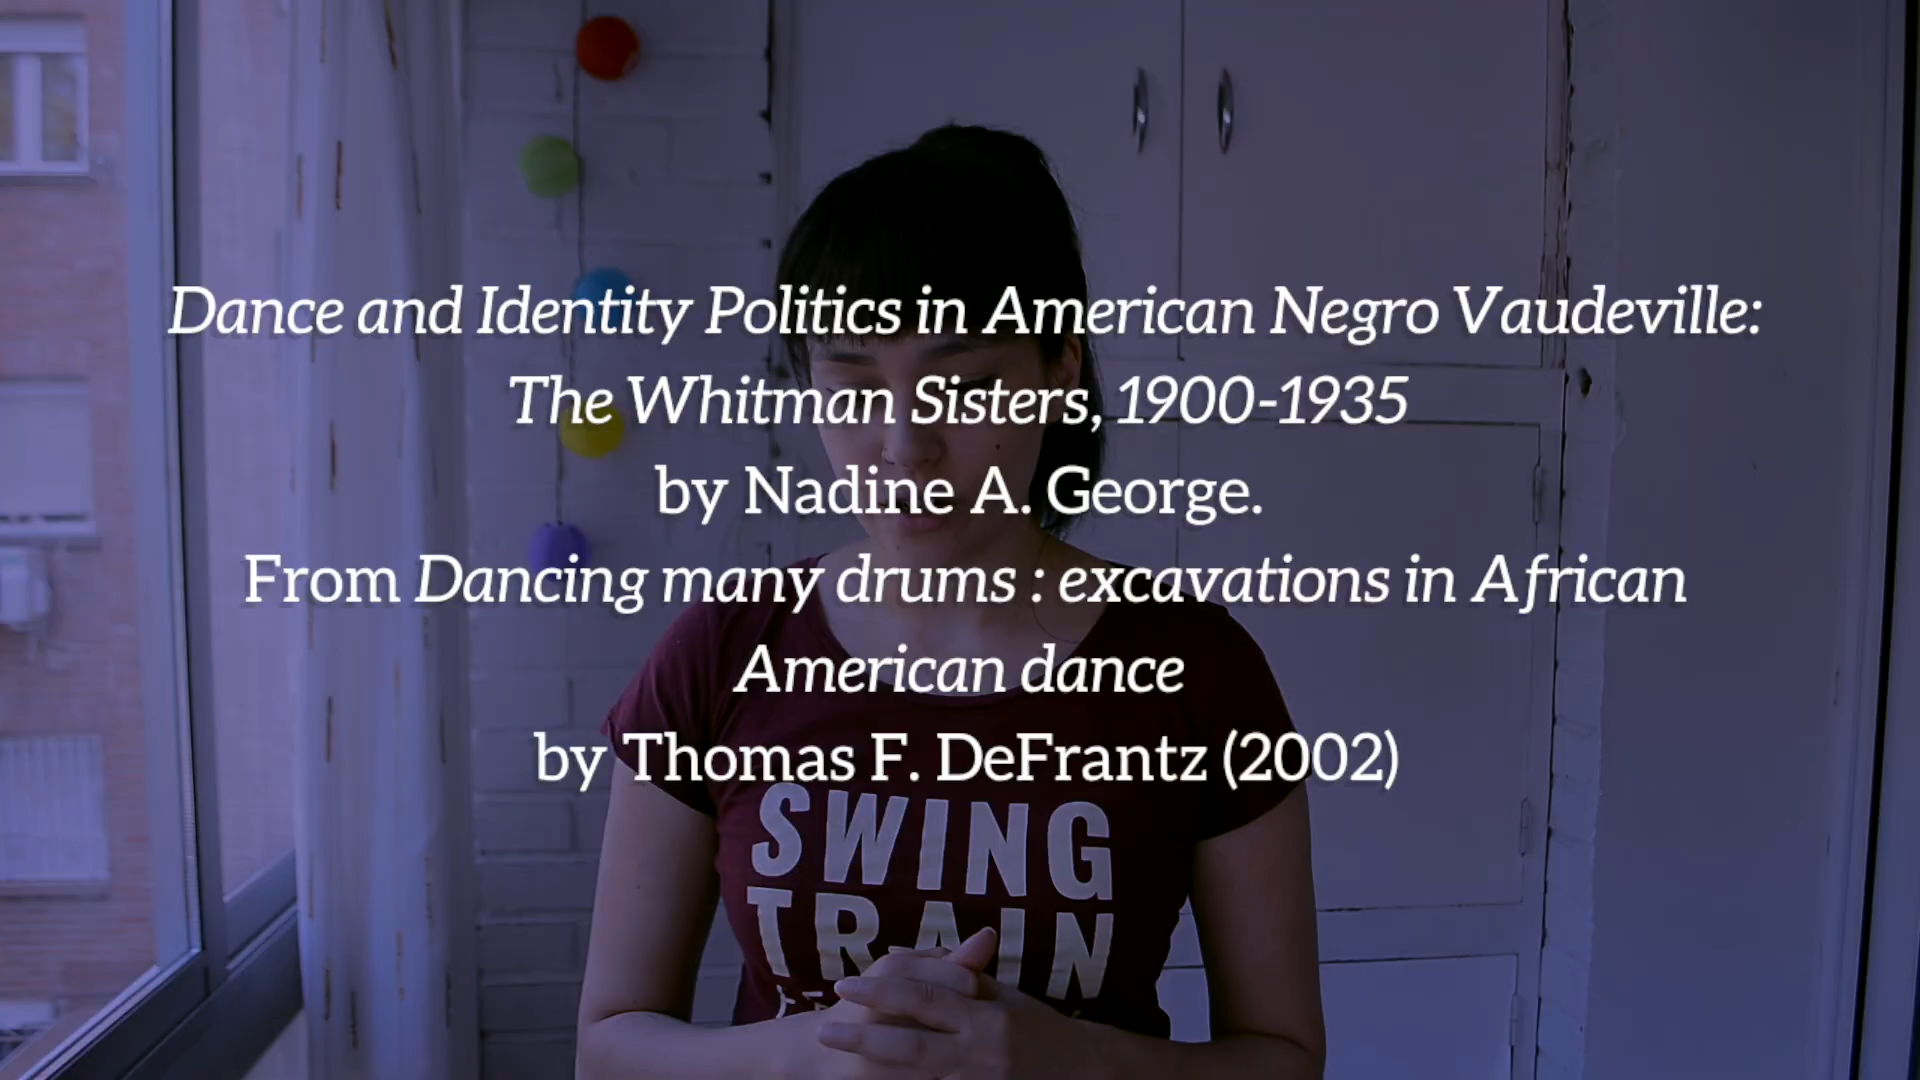 Dance and Identity Politics in American Negro Vaudeville:
The Whitman Sisters, 1900-1935
by Nadine A. George.
From Dancing many drums : excavations in African
American dance
by Thomas F. DeFrantz (2002)
SWING
TRAIN